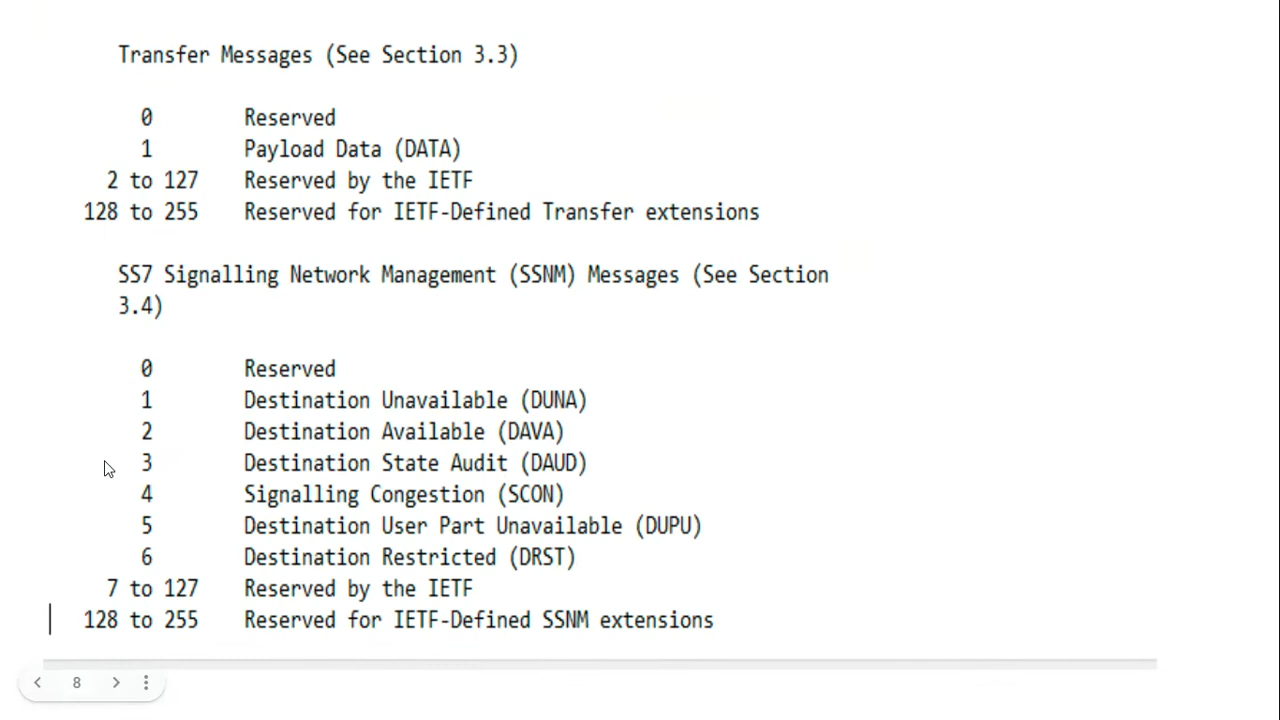 Transfer Messages (See Section 3.3)
0 Reserved
1 Payload Data (DATA)
2 to 127 Reserved by the IETF
128 to 255 Reserved for IETF-Defined Transfer extensions
SS7 Signalling Network Management (SSNM) Messages (See Section
3.4)
0 Reserved
1 Destination Unavailable (DUNA)
2 Destination Available (DAVA)
3 Destination State Audit (DAUD)
4 Signalling Congestion (SCON)
5 Destination User Part Unavailable (DUPU)
6 Destination Restricted (DRST)
7 to 127 Reserved by the IETF
128 to 255 Reserved for IETF-Defined SSNM extensions
8